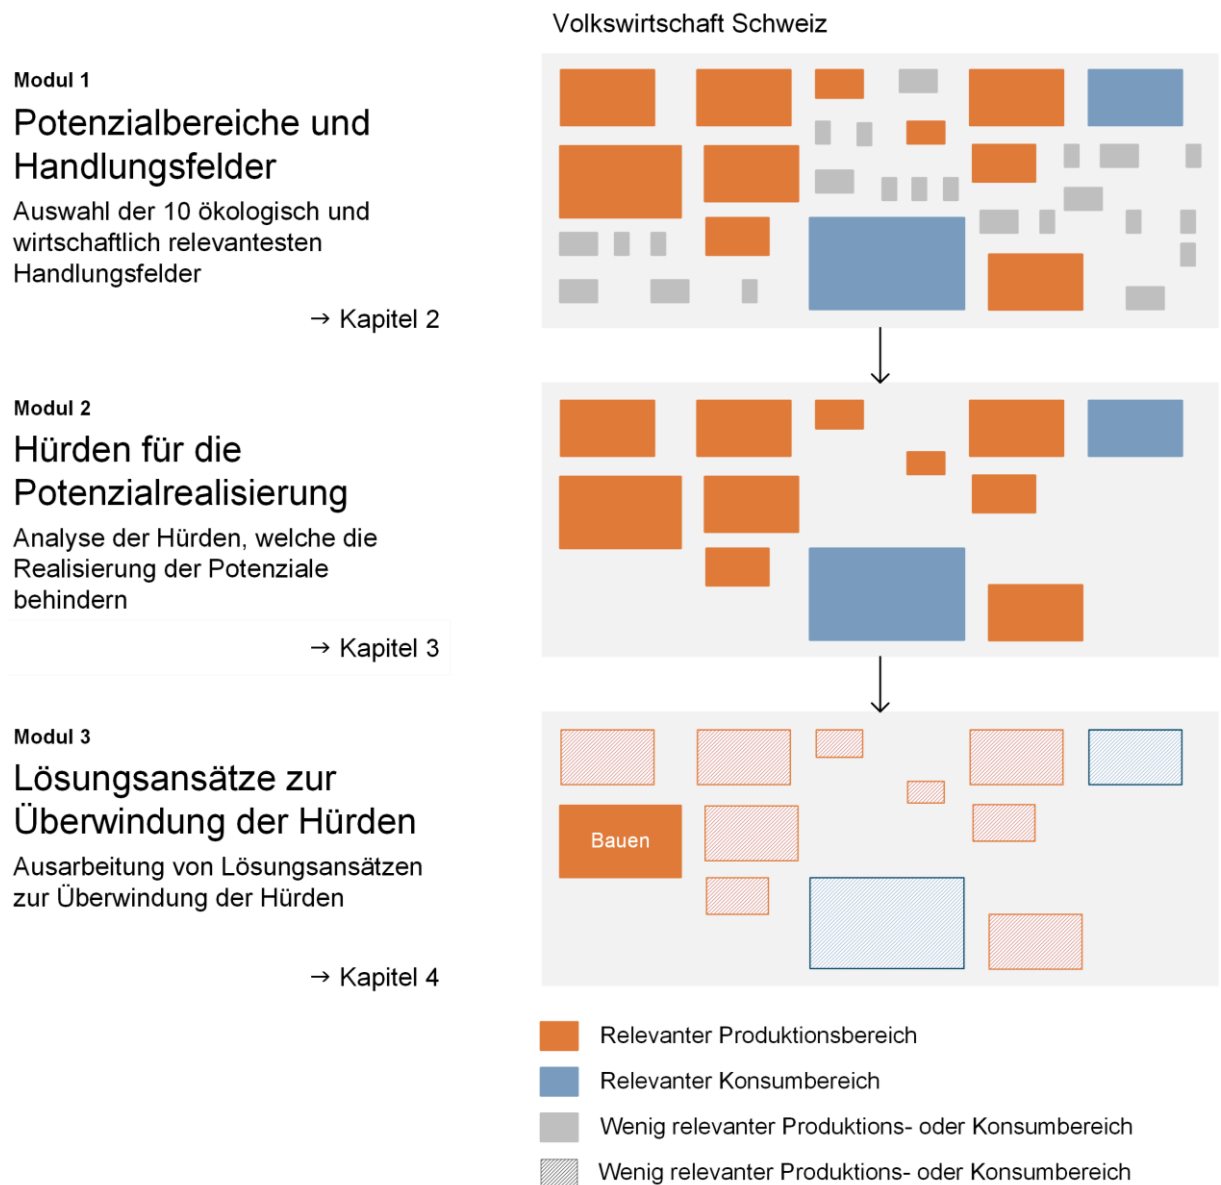 Volkswirtschaft Schweiz
Modul 1
Potenzialbereiche und
Handlungsfelder
Auswahl der 10 ökologisch und
wirtschaftlich relevantesten
Handlungsfelder
→ Kapitel 2
Modul 2
Hürden für die
Potenzialrealisierung
Analyse der Hürden, welche die
Realisierung der Potenziale
behindern
→ Kapitel 3
Modul 3
Lösungsansätze zur
Überwindung der Hürden
Ausarbeitung von Lösungsansätzen
zur Überwindung der Hürden
→ Kapitel 4
Bauen
Relevanter Produktionsbereich
Relevanter Konsumbereich
Wenig relevanter Produktions- oder Konsumbereich
Wenig relevanter Produktions- oder Konsumbereich